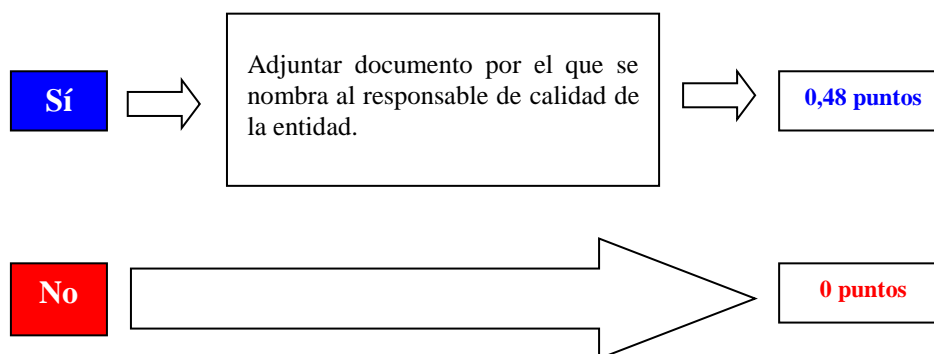 Adjuntar documento por el que se
nombra al responsable de calidad de
la entidad.
Sí
0,48 puntos
No
0 puntos